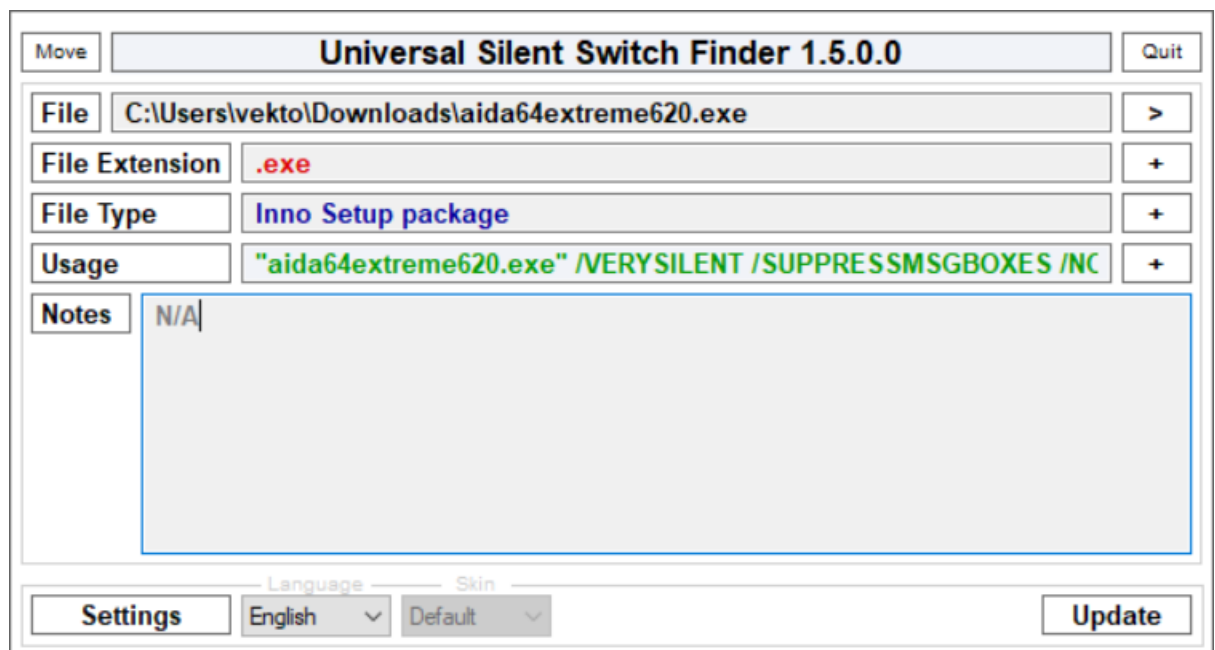 Move Universal Silent Switch Finder 1.5.0.0 Quit
File C:\Users\vekto\Downloads\aida64extreme620.exe >
File Extension .exe +
File Type Inno Setup package +
Usage "aida64extreme620.exe" /VERYSILENT /SUPPRESSMSGBOXES /NC +
Notes N/A
Language Skin
Settings English Default Update